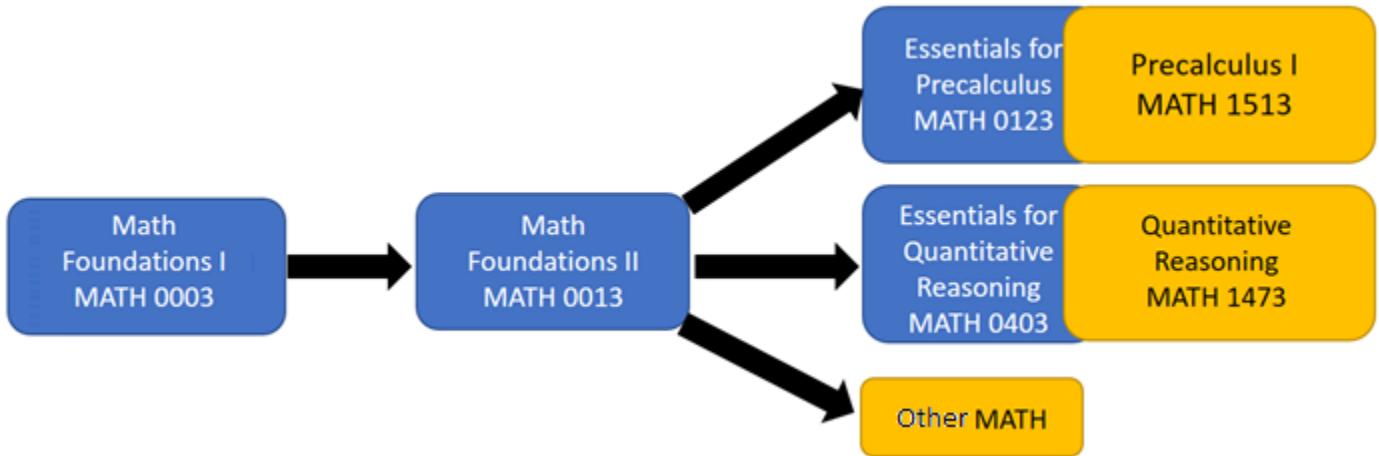 Math
Foundations I
MATH 0003
Math
Foundations II
MATH 0013
Essentials for
Precalculus
MATH 0123
Precalculus I
MATH 1513
Essentials for
Quantitative
Reasoning
MATH 0403
Quantitative
Reasoning
MATH 1473
Other MATH